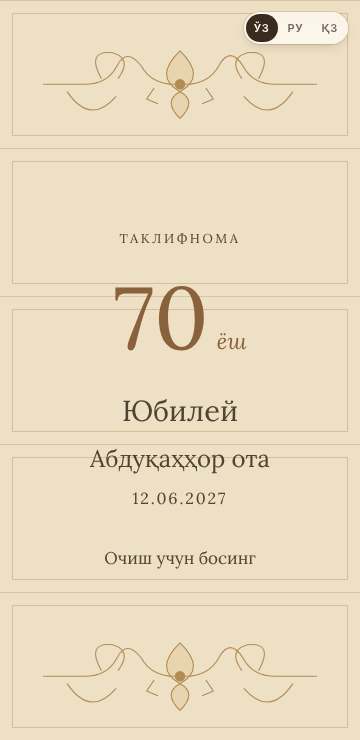 ЎЗ РУ ҚЗ
ТАКЛИФНОМА
70 ёш
Юбилей
Абдуқаҳҳор ота
12.06.2027
Очиш учун босинг